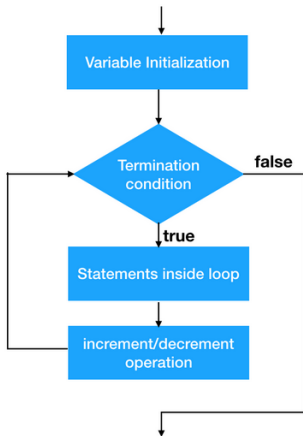 Variable Initialization
Termination
condition
false
true
Statements inside loop
increment/decrement
operation